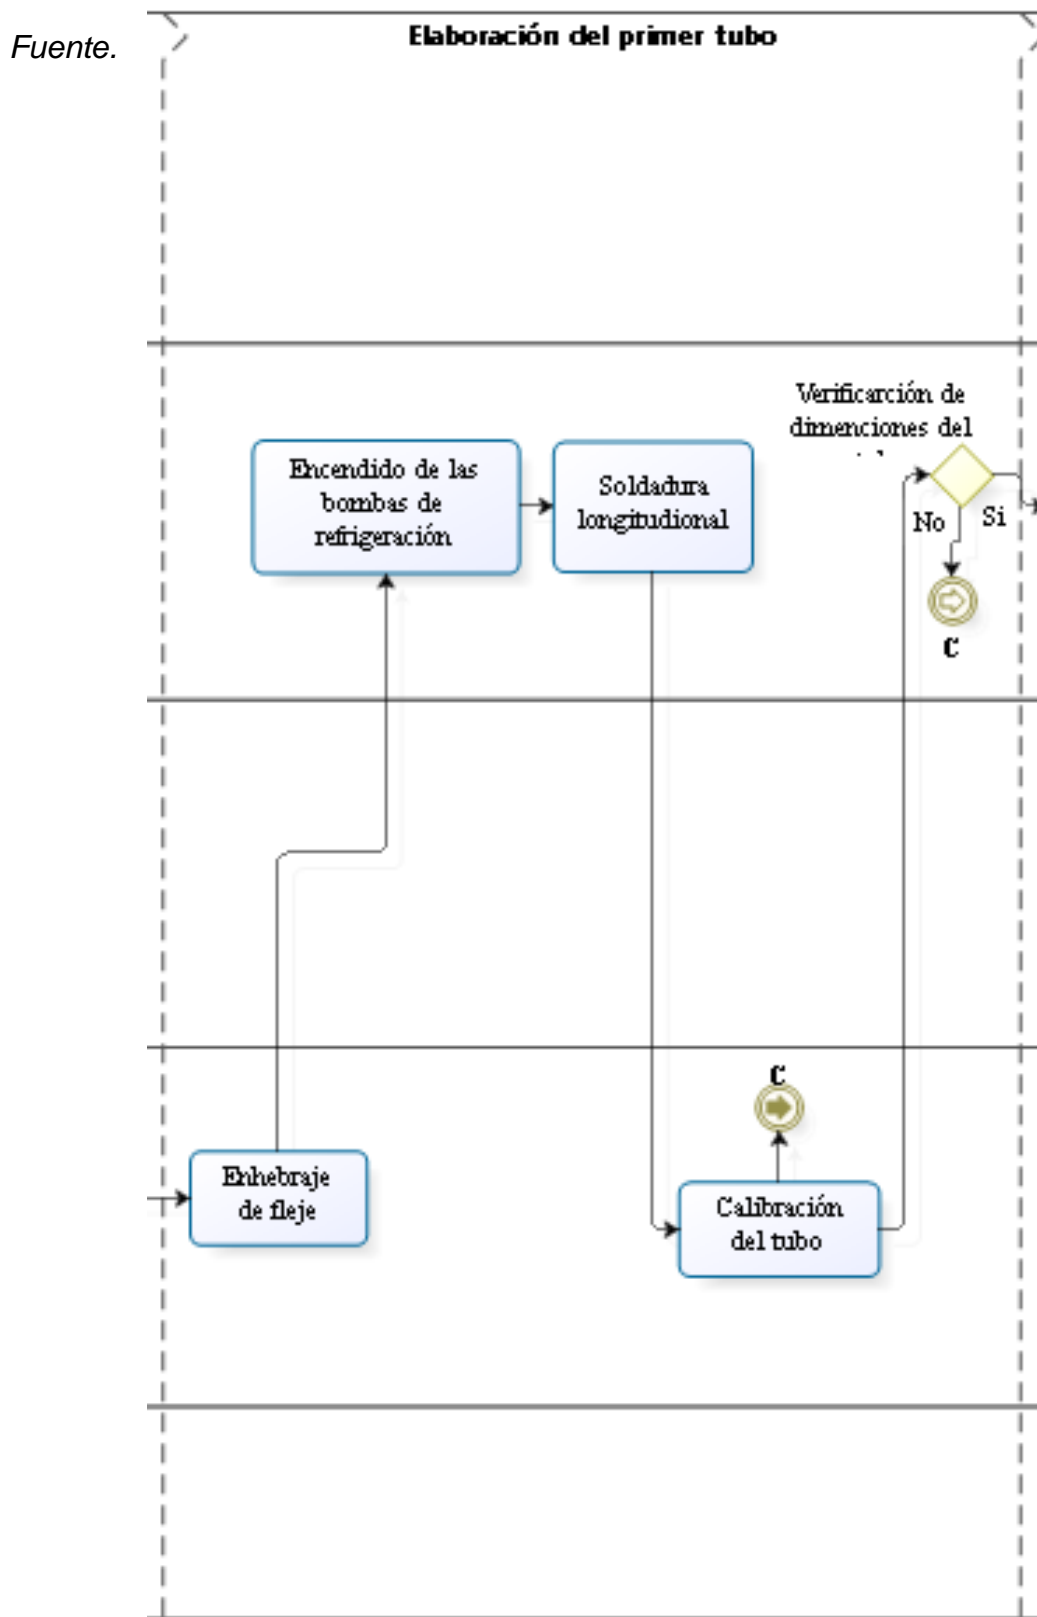 Fuente.
Elaboración del primer tubo
Verificarción de
dimenciones del
Encendido de las
bombas de
refrigeración
Soldadura
longitudional
No
Si
C
C
Enhebraje
de fleje
Calibración
del tubo